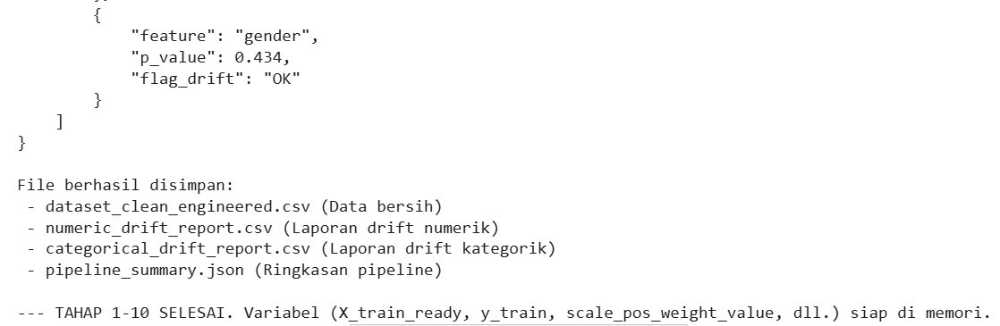 {
"feature": "gender",
"p_value": 0.434,
"flag_drift": "OK"
}
]
}
File berhasil disimpan:
- dataset_clean_engineered.csv (Data bersih)
- numeric_drift_report.csv (Laporan drift numerik)
- categorical_drift_report.csv (Laporan drift kategorik)
- pipeline_summary.json (Ringkasan pipeline)
--- TAHAP 1-10 SELESAI. Variabel (X_train_ready, y_train, scale_pos_weight_value, dll.) siap di memori.